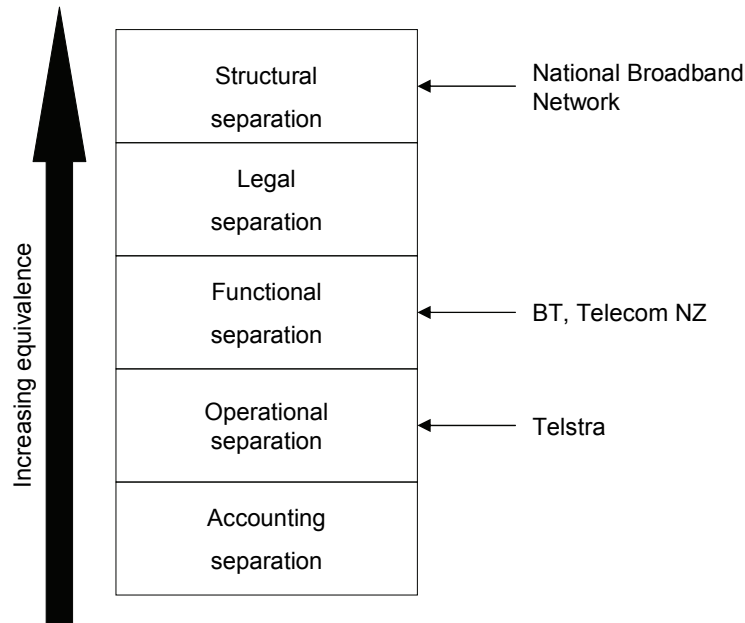 Increasing equivalence
Structural
separation
National Broadband
Network
Legal
separation
Functional
separation
BT, Telecom NZ
Operational
separation
Telstra
Accounting
separation